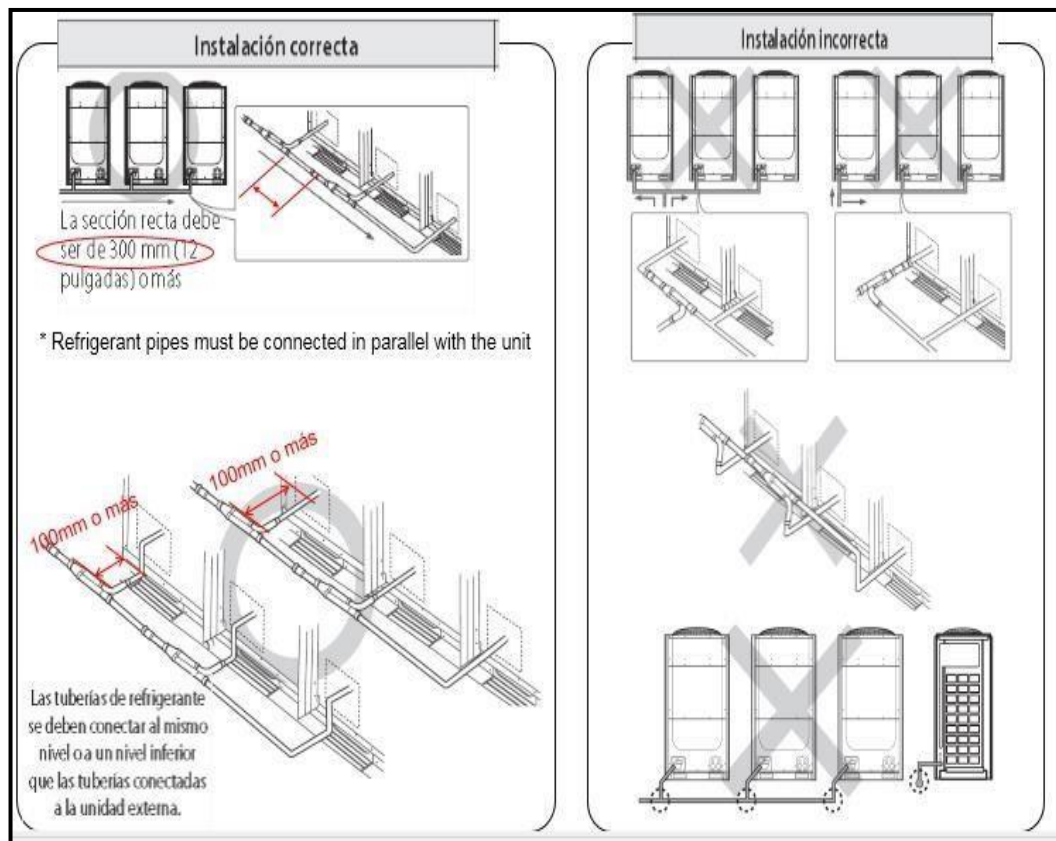 Instalación correcta
La sección recta debe
ser de 300 mm (12
pulgadas) o más
* Refrigerant pipes must be connected in parallel with the unit
100mm o más
100mm o más
Las tuberías de refrigerante
se deben conectar al mismo
nivel o a un nivel inferior
que las tuberías conectadas
a la unidad externa.
Instalación incorrecta